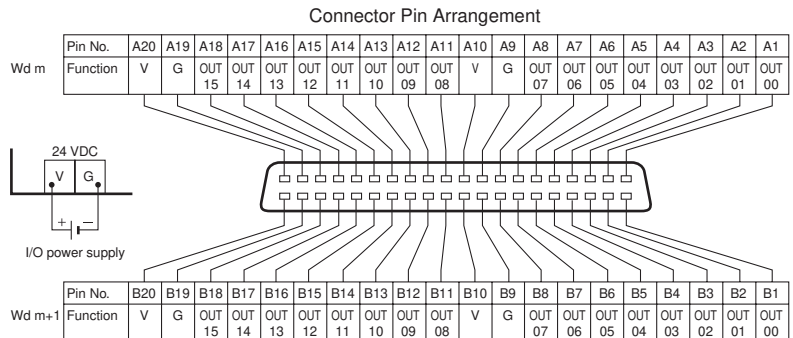 Connector Pin Arrangement
Pin No. A20 A19 A18 A17 A16 A15 A14 A13 A12 A11 A10 A9 A8 A7 A6 A5 A4 A3 A2 A1
Wd m Function V G OUT OUT OUT OUT OUT OUT OUT OUT V G OUT OUT OUT OUT OUT OUT OUT OUT
15 14 13 12 11 10 09 08 07 06 05 04 03 02 01 00
24 VDC
V G
+ −
I/O power supply
Pin No. B20 B19 B18 B17 B16 B15 B14 B13 B12 B11 B10 B9 B8 B7 B6 B5 B4 B3 B2 B1
Wd m+1 Function V G OUT OUT OUT OUT OUT OUT OUT OUT V G OUT OUT OUT OUT OUT OUT OUT OUT
15 14 13 12 11 10 09 08 07 06 05 04 03 02 01 00